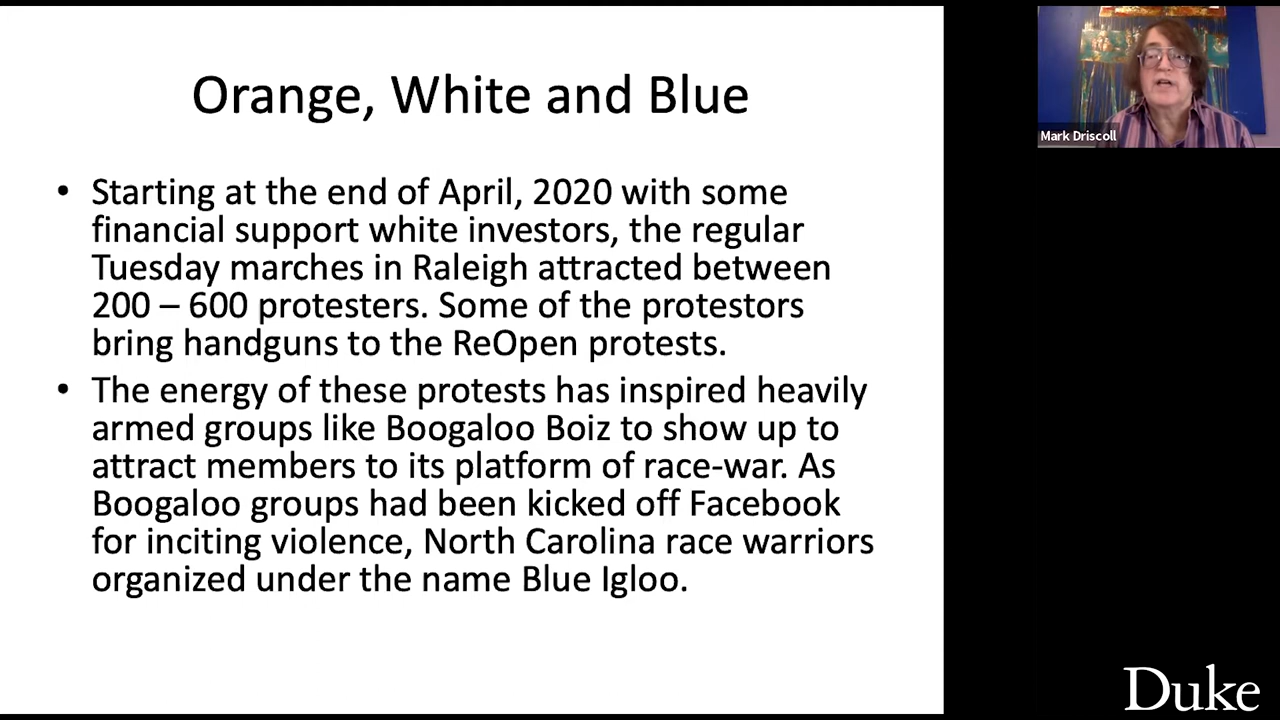 Orange, White and Blue
• Starting at the end of April, 2020 with some
financial support white investors, the regular
Tuesday marches in Raleigh attracted between
200 – 600 protesters. Some of the protestors
bring handguns to the ReOpen protests.
• The energy of these protests has inspired heavily
armed groups like Boogaloo Boiz to show up to
attract members to its platform of race-war. As
Boogaloo groups had been kicked off Facebook
for inciting violence, North Carolina race warriors
organized under the name Blue Igloo.
Mark Driscoll
Duke